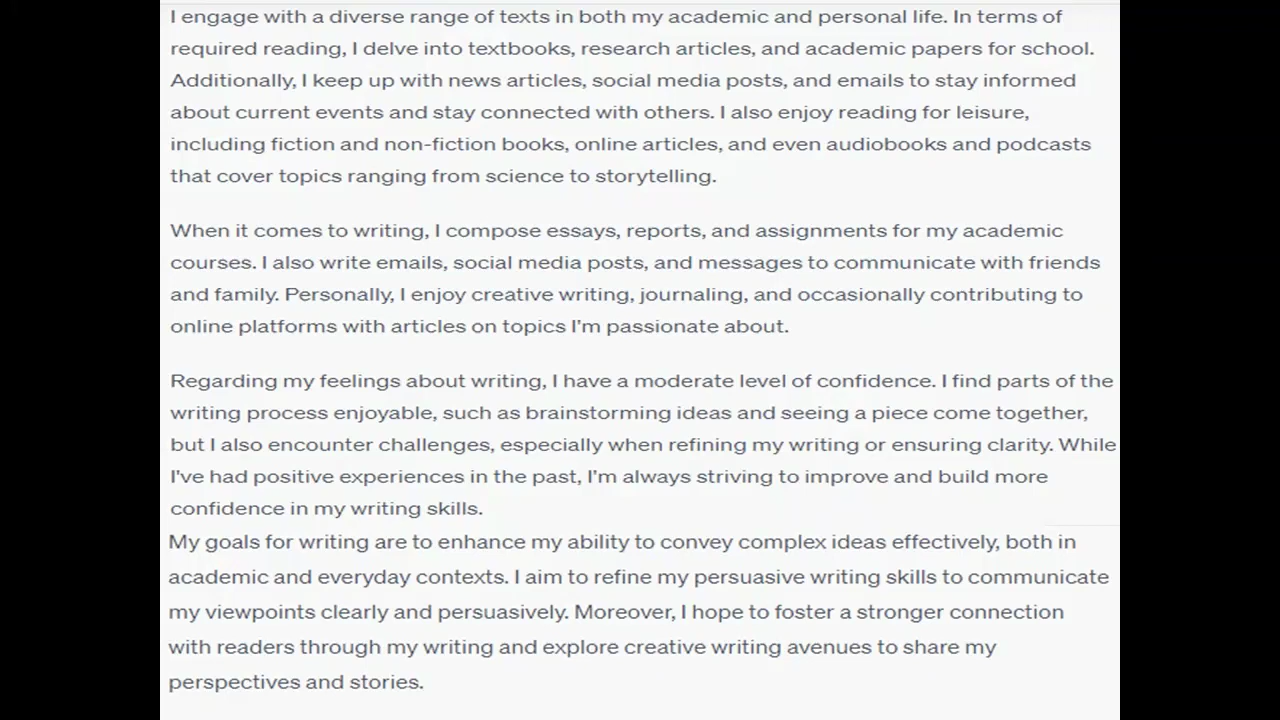 I engage with a diverse range of texts in both my academic and personal life. In terms of
required reading, I delve into textbooks, research articles, and academic papers for school.
Additionally, I keep up with news articles, social media posts, and emails to stay informed
about current events and stay connected with others. I also enjoy reading for leisure,
including fiction and non-fiction books, online articles, and even audiobooks and podcasts
that cover topics ranging from science to storytelling.
When it comes to writing, I compose essays, reports, and assignments for my academic
courses. I also write emails, social media posts, and messages to communicate with friends
and family. Personally, I enjoy creative writing, journaling, and occasionally contributing to
online platforms with articles on topics I'm passionate about.
Regarding my feelings about writing, I have a moderate level of confidence. I find parts of the
writing process enjoyable, such as brainstorming ideas and seeing a piece come together,
but I also encounter challenges, especially when refining my writing or ensuring clarity. While
I've had positive experiences in the past, I'm always striving to improve and build more
confidence in my writing skills.
My goals for writing are to enhance my ability to convey complex ideas effectively, both in
academic and everyday contexts. I aim to refine my persuasive writing skills to communicate
my viewpoints clearly and persuasively. Moreover, I hope to foster a stronger connection
with readers through my writing and explore creative writing avenues to share my
perspectives and stories.